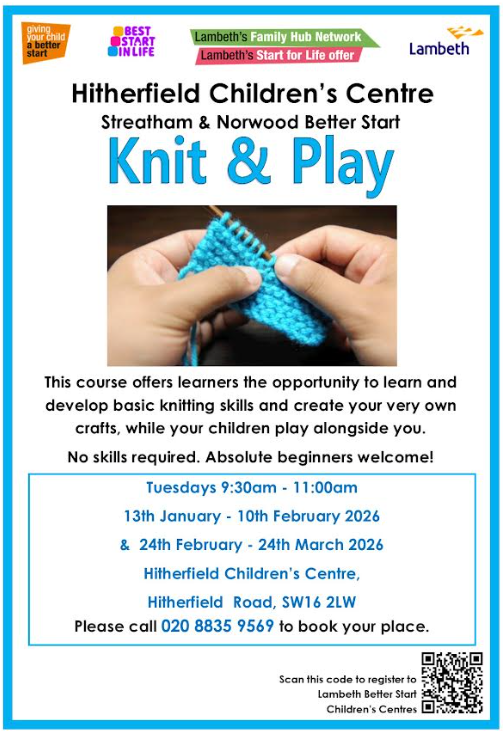 giving
your child
a better
start
BEST
START
IN LIFE
Lambeth's Family Hub Network
Lambeth's Start for Life offer
Lambeth
Hitherfield Children's Centre
Streatham & Norwood Better Start
Knit & Play
This course offers learners the opportunity to learn and
develop basic knitting skills and create your very own
crafts, while your children play alongside you.
No skills required. Absolute beginners welcome!
Tuesdays 9:30am - 11:00am
13th January - 10th February 2026
& 24th February - 24th March 2026
Hitherfield Children's Centre,
Hitherfield Road, SW16 2LW
Please call 020 8835 9569 to book your place.
Scan this code to register to
Lambeth Better Start
Children's Centres